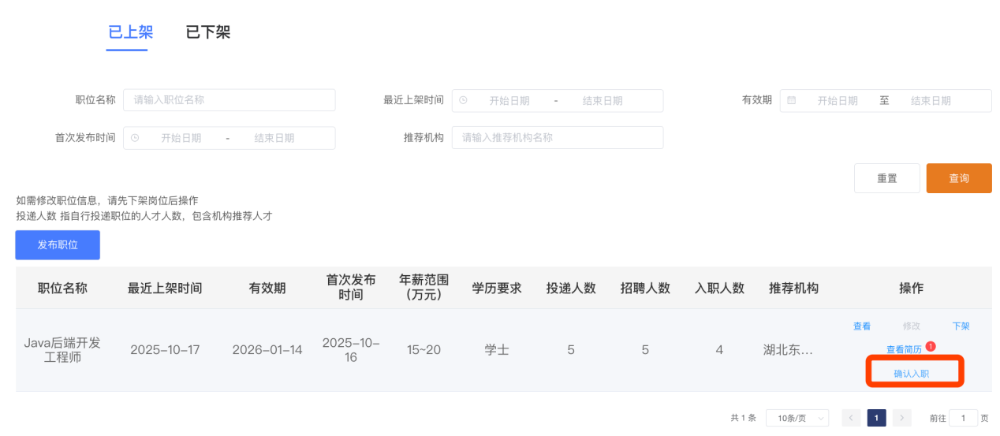 已上架 已下架
职位名称 请输入职位名称 最近上架时间 开始日期 - 结束日期 有效期 开始日期 至 结束日期
首次发布时间 开始日期 - 结束日期 推荐机构 请输入推荐机构名称
重置 查询
如需修改职位信息，请先下架岗位后操作
投递人数 指自行投递职位的人才人数，包含机构推荐人才
发布职位
职位名称 最近上架时间 有效期 首次发布时间 年薪范围（万元） 学历要求 投递人数 招聘人数 入职人数 推荐机构 操作
Java后端开发工程师 2025-10-17 2026-01-14 2025-10-16 15~20 学士 5 5 4 湖北东... 查看 修改 下架
查看简历 1
确认入职
共 1 条 10条/页 < 1 > 前往 1 页